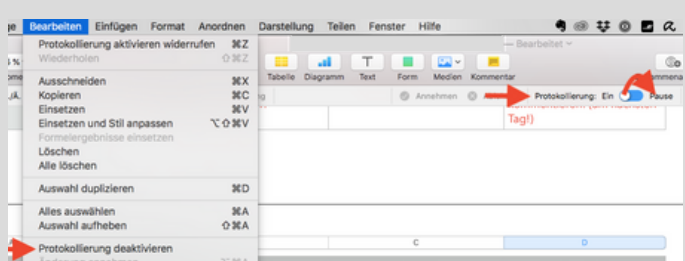 ge Bearbeiten Einfügen Format Anordnen Darstellung Teilen Fenster Hilfe
Protokollierung aktivieren widerrufen ⌘Z
— Bearbeitet
Wiederholen ⇧⌘Z
Tabelle Diagramm Text Form Medien Kommentar
Ausschneiden ⌘X
Kopieren ⌘C
Annehmen
Protokollierung: Ein Pause
Einsetzen ⌘V
Einsetzen und Stil anpassen ⌥⇧⌘V
Tag!)
Formelergebnisse einsetzen
Löschen
Alle löschen
Auswahl duplizieren ⌘D
Alles auswählen ⌘A
Auswahl aufheben ⇧⌘A
C D
Protokollierung deaktivieren